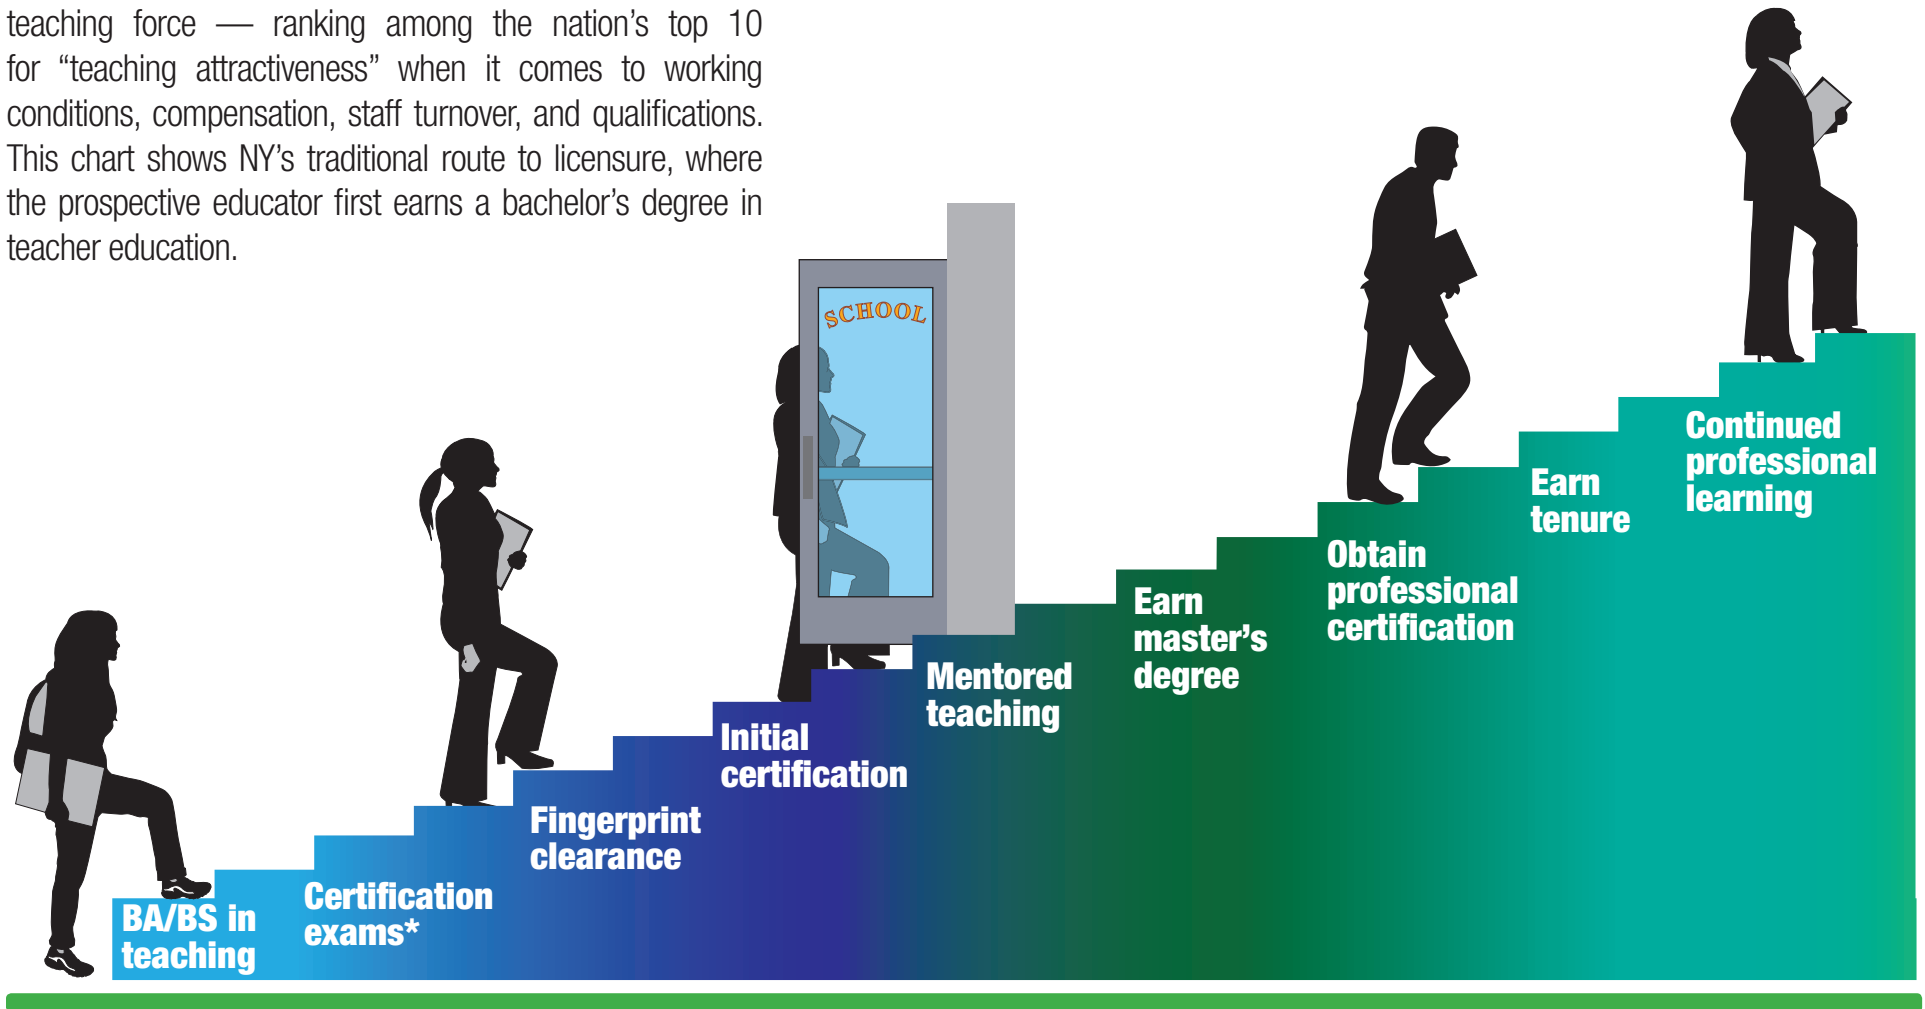 teaching force — ranking among the nation’s top 10
for “teaching attractiveness” when it comes to working
conditions, compensation, staff turnover, and qualifications.
This chart shows NY’s traditional route to licensure, where
the prospective educator first earns a bachelor’s degree in
teacher education.
SCHOOL
BA/BS in
teaching
Certification
exams*
Fingerprint
clearance
Initial
certification
Mentored
teaching
Earn
master’s
degree
Obtain
professional
certification
Earn
tenure
Continued
professional
learning